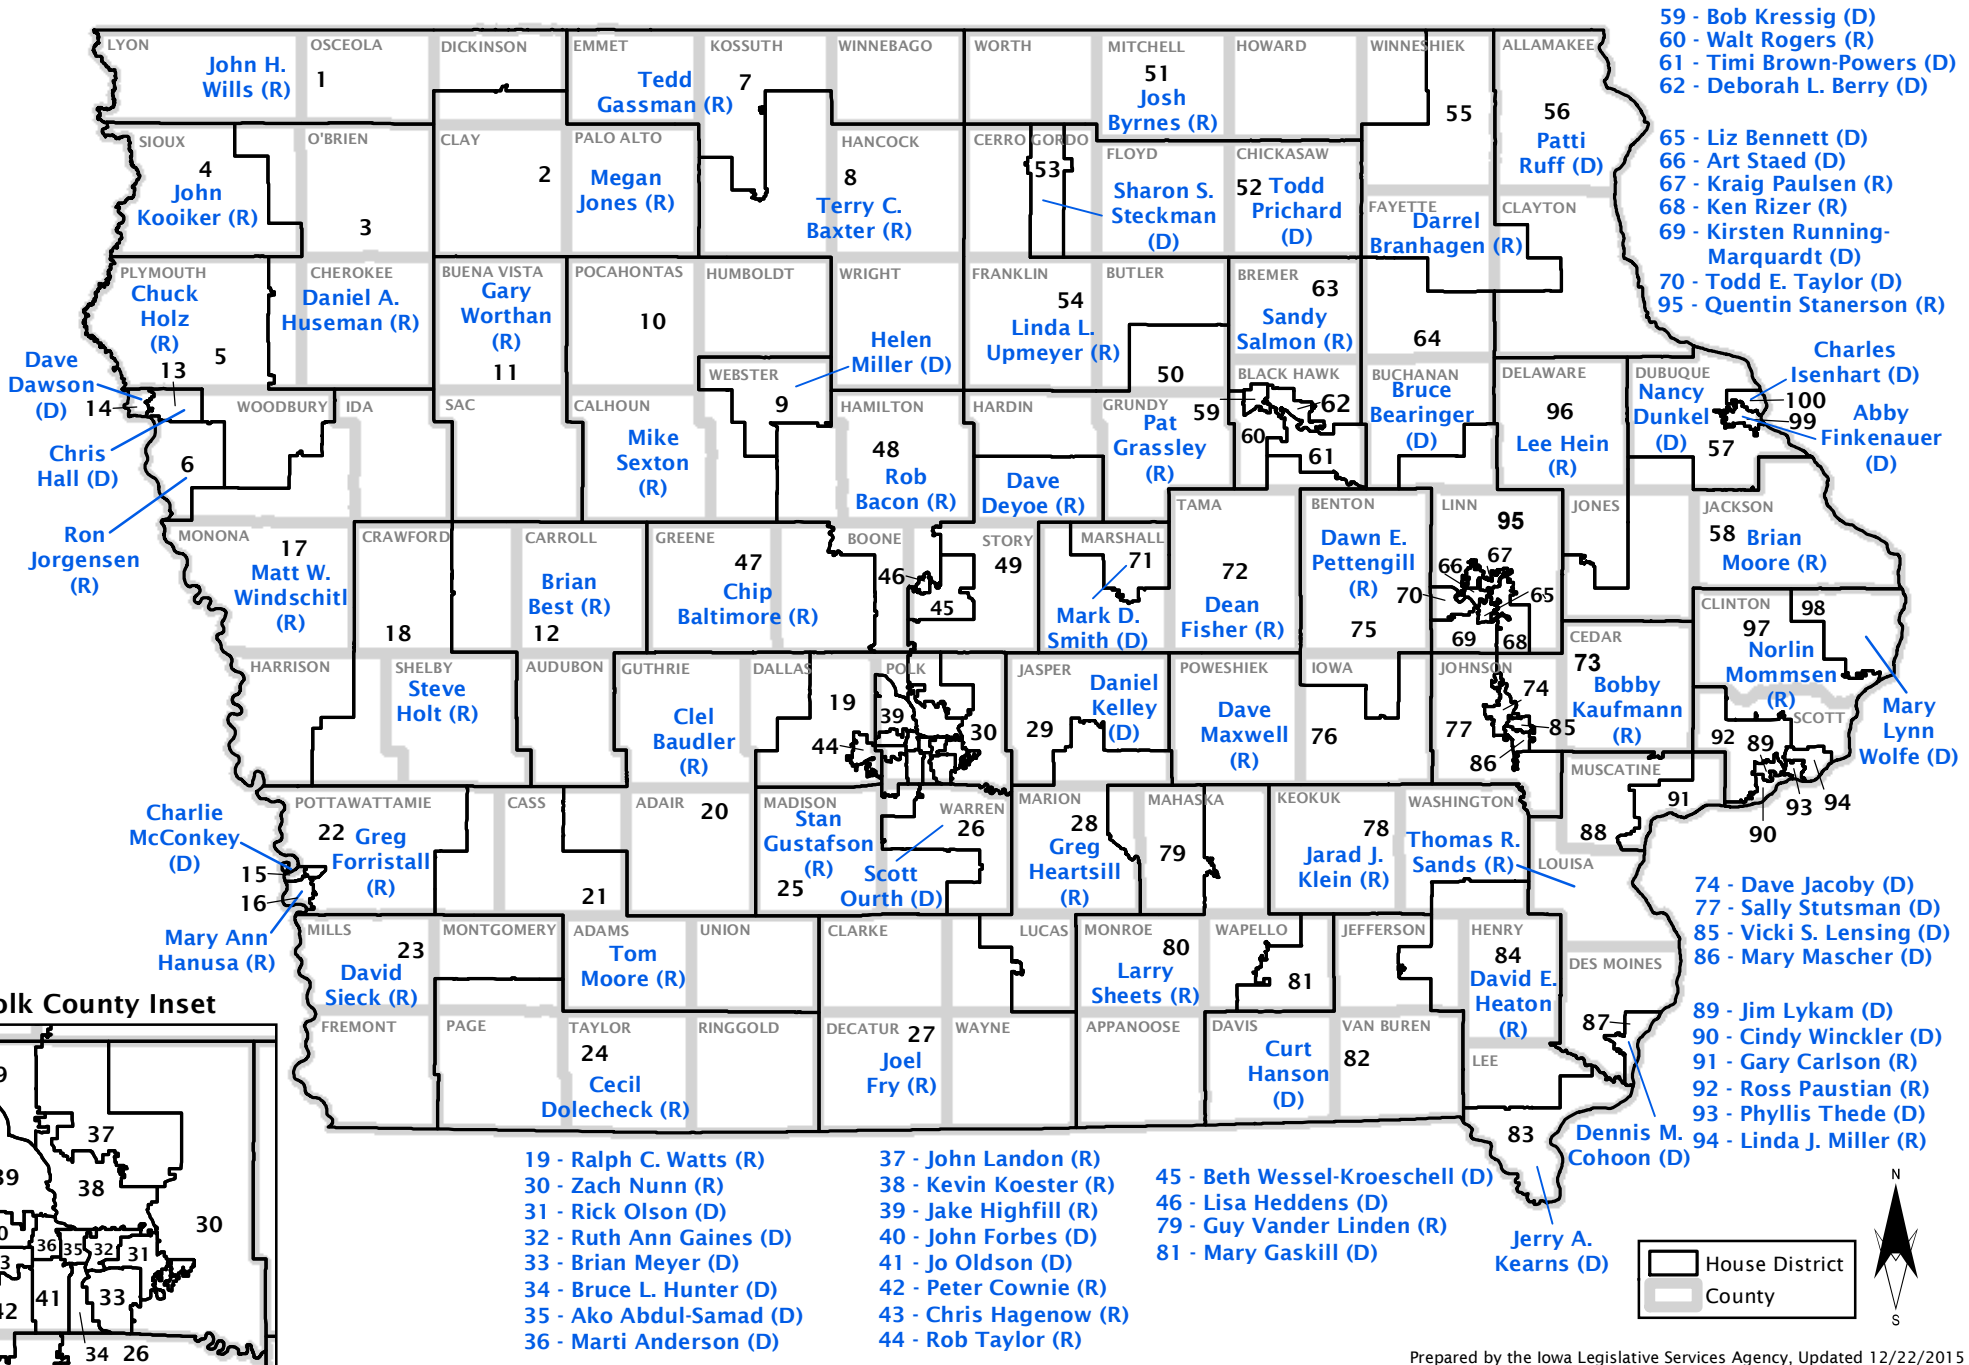 59 - Bob Kressig (D)
60 - Walt Rogers (R)
61 - Timi Brown-Powers (D)
62 - Deborah L. Berry (D)
65 - Liz Bennett (D)
66 - Art Staed (D)
67 - Kraig Paulsen (R)
68 - Ken Rizer (R)
69 - Kirsten Running-
Marquardt (D)
70 - Todd E. Taylor (D)
95 - Quentin Stanerson (R)
LYON
OSCEOLA
DICKINSON
EMMET
KOSSUTH
WINNEBAGO
WORTH
MITCHELL
HOWARD
WINNESHIEK
ALLAMAKEE
John H.
Wills (R)
1
Tedd
Gassman (R)
7
51
Josh
Byrnes (R)
55
56
Patti
Ruff (D)
SIOUX
O'BRIEN
CLAY
PALO ALTO
HANCOCK
CERRO GORDO
FLOYD
CHICKASAW
FAYETTE
CLAYTON
4
John
Kooiker (R)
3
2
Megan
Jones (R)
8
Terry C.
Baxter (R)
53
Sharon S.
Steckman
(D)
52 Todd
Prichard
(D)
Darrel
Branhagen (R)
PLYMOUTH
CHEROKEE
BUENA VISTA
POCAHONTAS
HUMBOLDT
WRIGHT
FRANKLIN
BUTLER
BREMER
Chuck
Holz
(R)
5
Daniel A.
Huseman (R)
Gary
Worthan
(R)
11
10
Helen
Miller (D)
54
Linda L.
Upmeyer (R)
50
63
Sandy
Salmon (R)
64
Dave
Dawson
(D)
14
13
Chris
Hall (D)
6
Ron
Jorgensen
(R)
WOODBURY
IDA
SAC
CALHOUN
WEBSTER
HAMILTON
HARDIN
GRUNDY
BLACK HAWK
BUCHANAN
DELAWARE
DUBUQUE
9
Mike
Sexton
(R)
48
Rob
Bacon (R)
Dave
Deyoe (R)
Pat
Grassley
(R)
59
60
62
61
Bruce
Bearinger
(D)
96
Lee Hein
(R)
Nancy
Dunkel
(D)
57
Charles
Isenhart (D)
100
99
Abby
Finkenauer
(D)
MONONA
CRAWFORD
CARROLL
GREENE
BOONE
STORY
MARSHALL
TAMA
BENTON
LINN
JONES
JACKSON
17
Matt W.
Windschitl
(R)
18
Brian
Best (R)
12
47
Chip
Baltimore (R)
46
45
49
71
Mark D.
Smith (D)
72
Dean
Fisher (R)
Dawn E.
Pettengill
(R)
75
95
66
67
70
65
69
68
58 Brian
Moore (R)
CLINTON
98
97
Norlin
Mommsen
(R)
Mary
Lynn
Wolfe (D)
HARRISON
SHELBY
AUDUBON
GUTHRIE
DALLAS
POLK
JASPER
POWESHIEK
IOWA
JOHNSON
CEDAR
SCOTT
Steve
Holt (R)
Clel
Baudler
(R)
19
39
30
44
29
Daniel
Kelley
(D)
Dave
Maxwell
(R)
76
74
77
85
86
73
Bobby
Kaufmann
(R)
92
89
93
94
90
MUSCATINE
91
88
Charlie
McConkey
(D)
15
16
Mary Ann
Hanusa (R)
POTTAWATTAMIE
CASS
ADAIR
MADISON
WARREN
MARION
MAHASKA
KEOKUK
WASHINGTON
LOUISA
22
Greg
Forristall
(R)
21
20
Stan
Gustafson
(R)
25
26
Scott
Ourth (D)
28
Greg
Heartsill
(R)
79
78
Jarad J.
Klein (R)
Thomas R.
Sands (R)
74 - Dave Jacoby (D)
77 - Sally Stutsman (D)
85 - Vicki S. Lensing (D)
86 - Mary Mascher (D)
MILLS
MONTGOMERY
ADAMS
UNION
CLARKE
LUCAS
MONROE
WAPELLO
JEFFERSON
HENRY
DES MOINES
23
David
Sieck (R)
Tom
Moore (R)
80
Larry
Sheets (R)
81
84
David E.
Heaton
(R)
87
FREMONT
PAGE
TAYLOR
RINGGOLD
DECATUR
WAYNE
APPANOOSE
DAVIS
VAN BUREN
LEE
24
Cecil
Dolecheck (R)
27
Joel
Fry (R)
Curt
Hanson
(D)
82
83
Dennis M.
Cohoon (D)
Jerry A.
Kearns (D)
89 - Jim Lykam (D)
90 - Cindy Winckler (D)
91 - Gary Carlson (R)
92 - Ross Paustian (R)
93 - Phyllis Thede (D)
94 - Linda J. Miller (R)
olk County Inset
9
37
39
38
30
0
36
35
32
31
3
42
41
33
34
26
19 - Ralph C. Watts (R)
30 - Zach Nunn (R)
31 - Rick Olson (D)
32 - Ruth Ann Gaines (D)
33 - Brian Meyer (D)
34 - Bruce L. Hunter (D)
35 - Ako Abdul-Samad (D)
36 - Marti Anderson (D)
37 - John Landon (R)
38 - Kevin Koester (R)
39 - Jake Highfill (R)
40 - John Forbes (D)
41 - Jo Oldson (D)
42 - Peter Cownie (R)
43 - Chris Hagenow (R)
44 - Rob Taylor (R)
45 - Beth Wessel-Kroeschell (D)
46 - Lisa Heddens (D)
79 - Guy Vander Linden (R)
81 - Mary Gaskill (D)
N
S
House District
County
Prepared by the Iowa Legislative Services Agency, Updated 12/22/2015